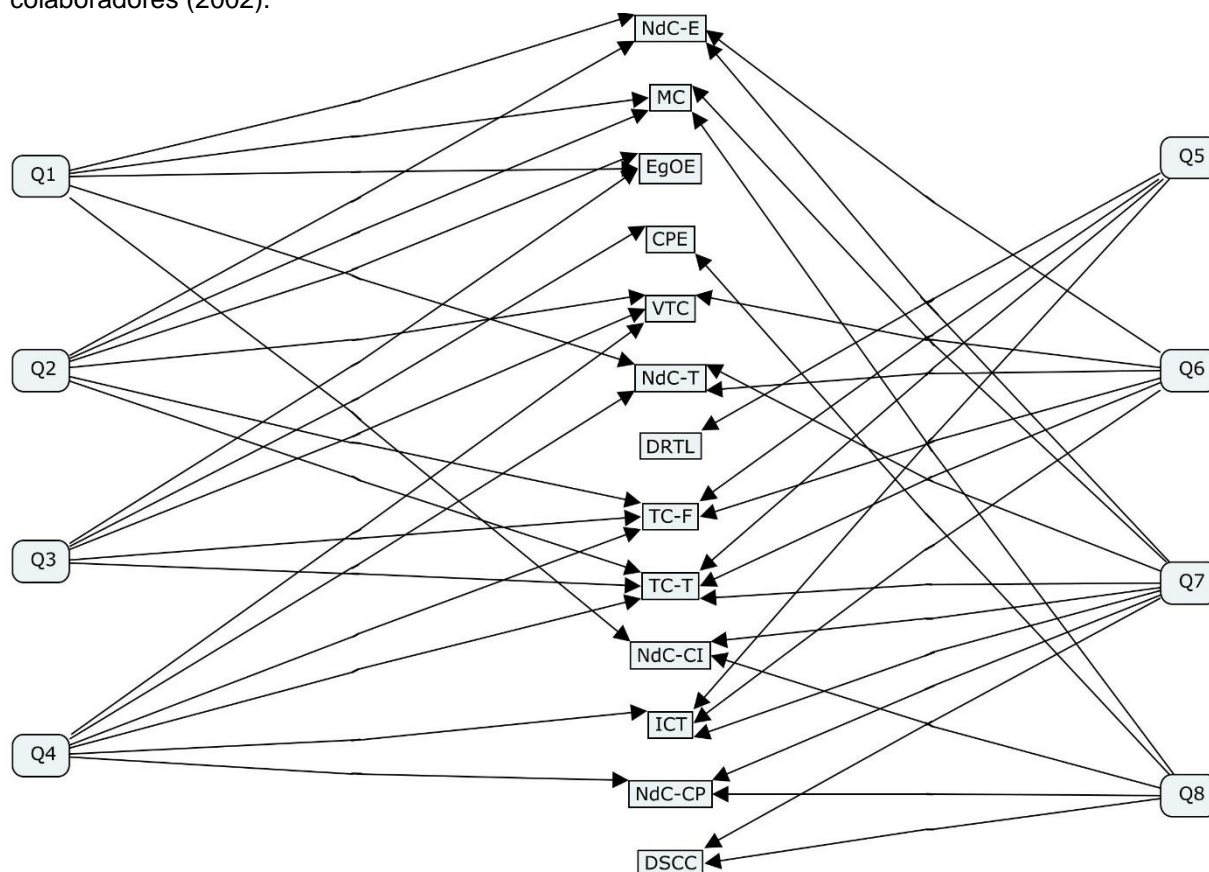 colaboradores (2002).
NdC-E
MC
Q5
Q1
EgOE
CPE
VTC
Q2
NdC-T
Q6
DRTL
TC-F
Q3
TC-T
Q7
NdC-CI
ICT
Q4
NdC-CP
Q8
DSCC